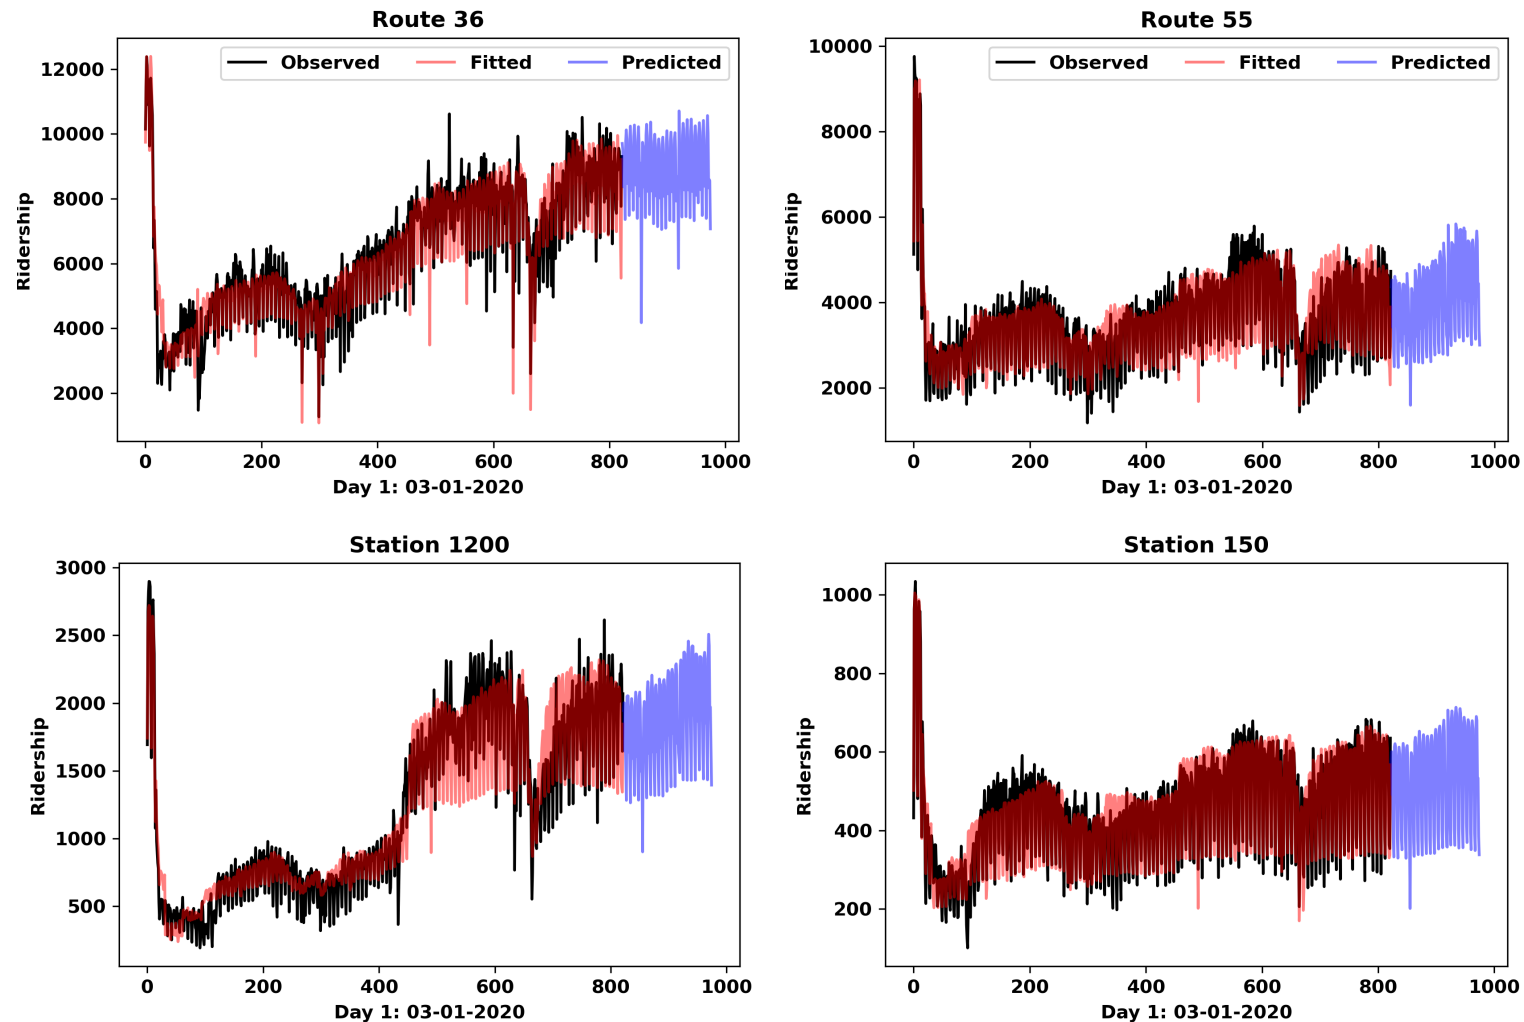 Route 36
Observed Fitted Predicted
12000
10000
8000
6000
4000
2000
Ridership
0 200 400 600 800 1000
Day 1: 03-01-2020
Route 55
Observed Fitted Predicted
10000
8000
6000
4000
2000
Ridership
0 200 400 600 800 1000
Day 1: 03-01-2020
Station 1200
3000
2500
2000
1500
1000
500
Ridership
0 200 400 600 800 1000
Day 1: 03-01-2020
Station 150
1000
800
600
400
200
Ridership
0 200 400 600 800 1000
Day 1: 03-01-2020